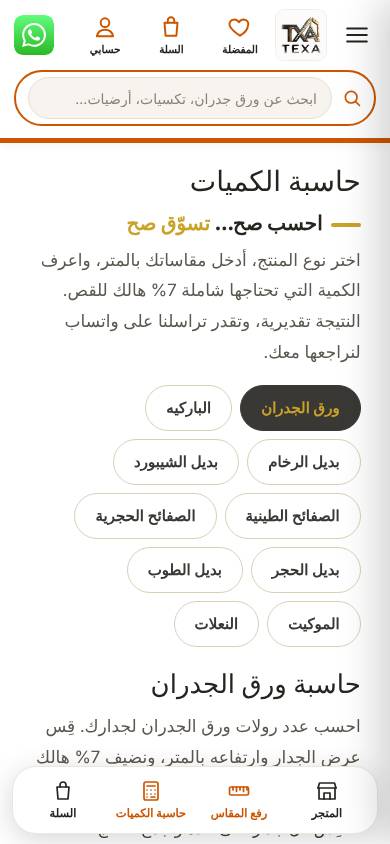 TEXA
المفضلة
السلة
حسابي
ابحث عن ورق جدران، تكسيات، أرضيات...
حاسبة الكميات
احسب صح... تسوّق صح
اختر نوع المنتج، أدخل مقاساتك بالمتر، واعرف
الكمية التي تحتاجها شاملة 7% هالك للقص.
النتيجة تقديرية، وتقدر تراسلنا على واتساب
لنراجعها معك.
ورق الجدران
الباركيه
بديل الرخام
بديل الشيبورد
الصفائح الطينية
الصفائح الحجرية
بديل الحجر
بديل الطوب
الموكيت
النعلات
حاسبة ورق الجدران
احسب عدد رولات ورق الجدران لجدارك. قِس
عرض الجدار وارتفاعه بالمتر، ونضيف 7% هالك
المتجر
رفع المقاس
حاسبة الكميات
السلة